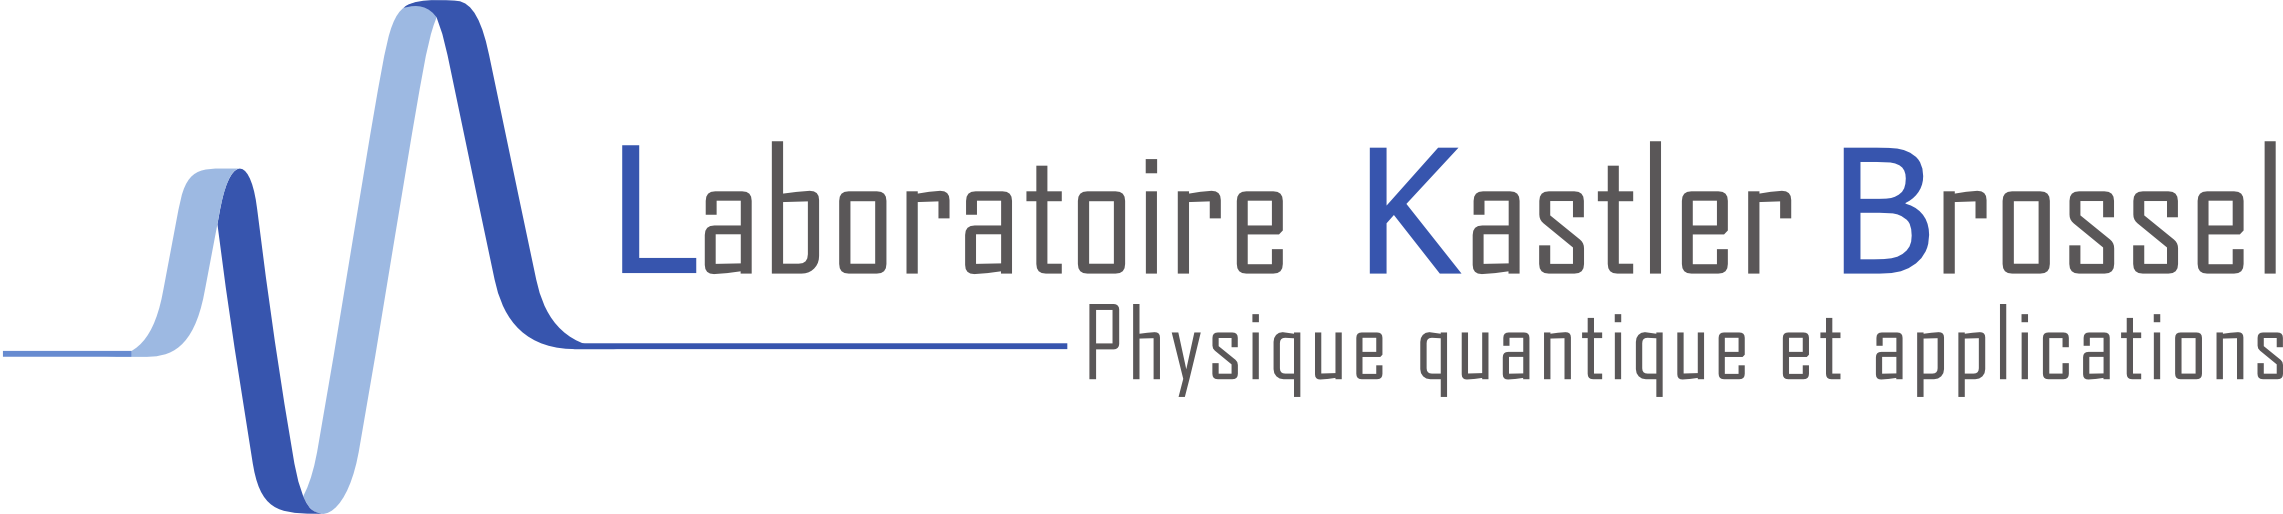 Laboratoire Kastler Brossel
Physique quantique et applications